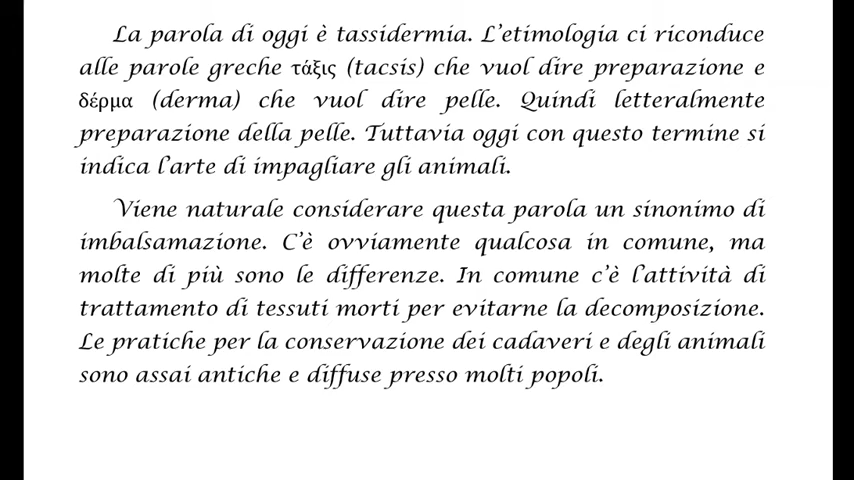 La parola di oggi è tassidermia. L'etimologia ci riconduce
alle parole greche τάξις (tacsis) che vuol dire preparazione e
δέρμα (derma) che vuol dire pelle. Quindi letteralmente
preparazione della pelle. Tuttavia oggi con questo termine si
indica l'arte di impagliare gli animali.
Viene naturale considerare questa parola un sinonimo di
imbalsamazione. C'è ovviamente qualcosa in comune, ma
molte di più sono le differenze. In comune c'è l'attività di
trattamento di tessuti morti per evitarne la decomposizione.
Le pratiche per la conservazione dei cadaveri e degli animali
sono assai antiche e diffuse presso molti popoli.